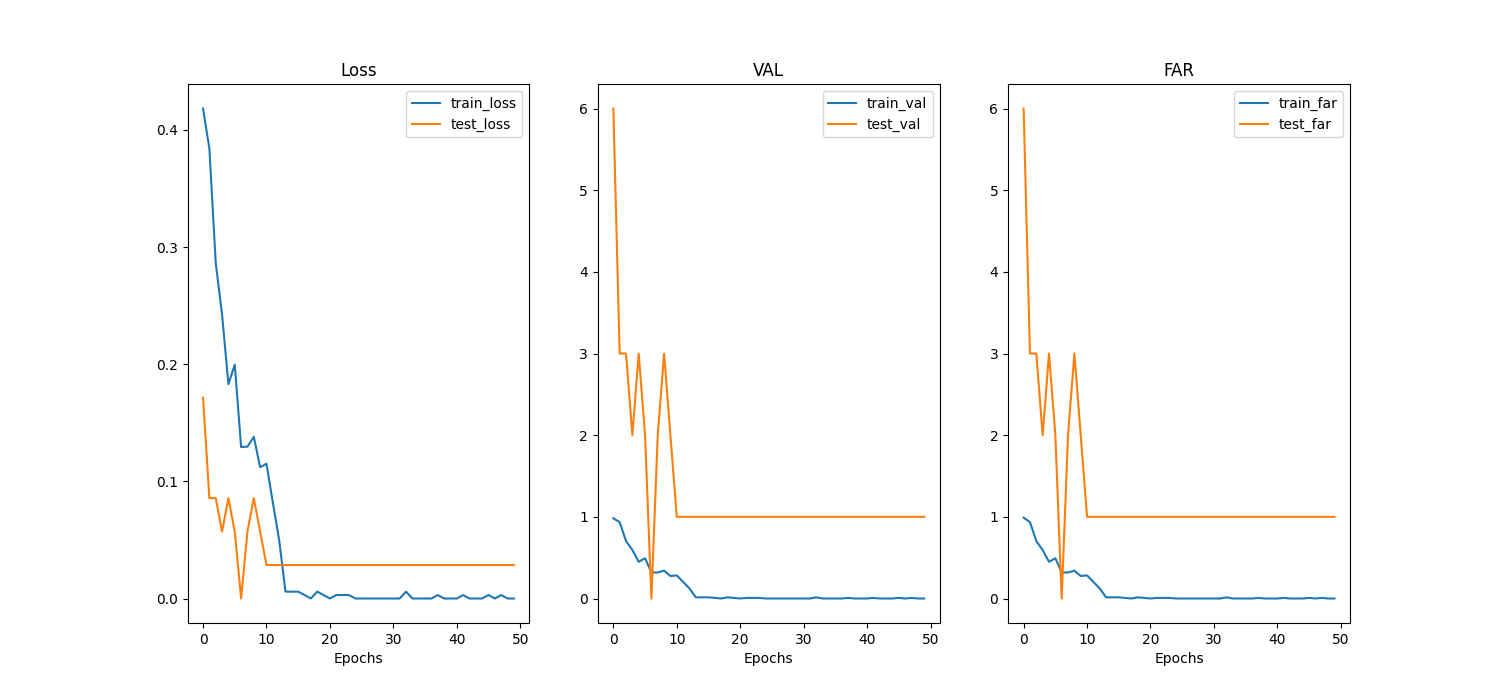 Loss
train_loss
test_loss
0.4
0.3
0.2
0.1
0.0
0 10 20 30 40 50
Epochs
VAL
train_val
test_val
6
5
4
3
2
1
0
0 10 20 30 40 50
Epochs
FAR
train_far
test_far
6
5
4
3
2
1
0
0 10 20 30 40 50
Epochs